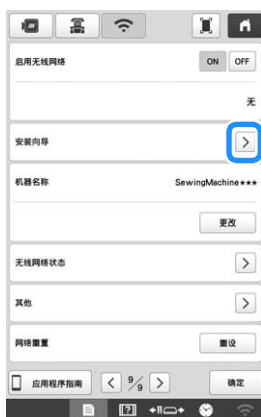 启用无线网络 ON OFF
无
安装向导
机器名称 SewingMachine***
更改
无线网络状态
其他
网络重置 重设
应用程序指南 9/9 确定